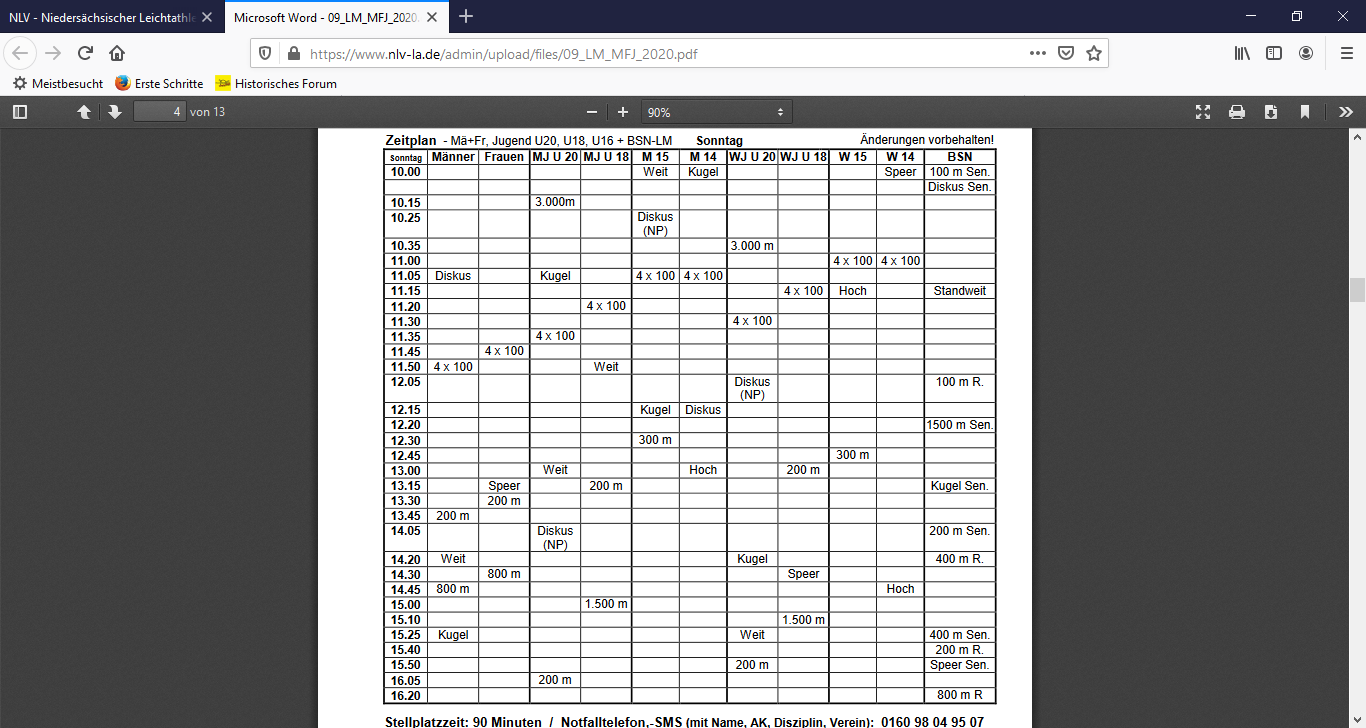 NLV - Niedersächsischer Leichtathle
Microsoft Word - 09_LM_MFJ_2020.
https://www.nlv-la.de/admin/upload/files/09_LM_MFJ_2020.pdf
Meistbesucht Erste Schritte Historisches Forum
4 von 13 90%
Zeitplan - Mä+Fr, Jugend U20, U18, U16 + BSN-LM Sonntag Änderungen vorbehalten!
Sonntag Männer Frauen MJ U 20 MJ U 18 M 15 M 14 WJ U 20 WJ U 18 W 15 W 14 BSN
10.00 Weit Kugel Speer 100 m Sen.
Diskus Sen.
10.15 3.000m
10.25 Diskus
(NP)
10.35 3.000 m
11.00 4 x 100 4 x 100
11.05 Diskus Kugel 4 x 100 4 x 100
11.15 4 x 100 Hoch Standweit
11.20 4 x 100
11.30 4 x 100
11.35 4 x 100
11.45 4 x 100
11.50 4 x 100 Weit
12.05 Diskus 100 m R.
(NP)
12.15 Kugel Diskus
12.20 1500 m Sen.
12.30 300 m
12.45 300 m
13.00 Weit Hoch 200 m
13.15 Speer 200 m Kugel Sen.
13.30 200 m
13.45 200 m
14.05 Diskus 200 m Sen.
(NP)
14.20 Weit Kugel 400 m R.
14.30 800 m Speer
14.45 800 m Hoch
15.00 1.500 m
15.10 1.500 m
15.25 Kugel Weit 400 m Sen.
15.40 200 m R.
15.50 200 m Speer Sen.
16.05 200 m
16.20 800 m R
Stellplatzzeit: 90 Minuten / Notfalltelefon,-SMS (mit Name, AK, Disziplin, Verein): 0160 98 04 95 07